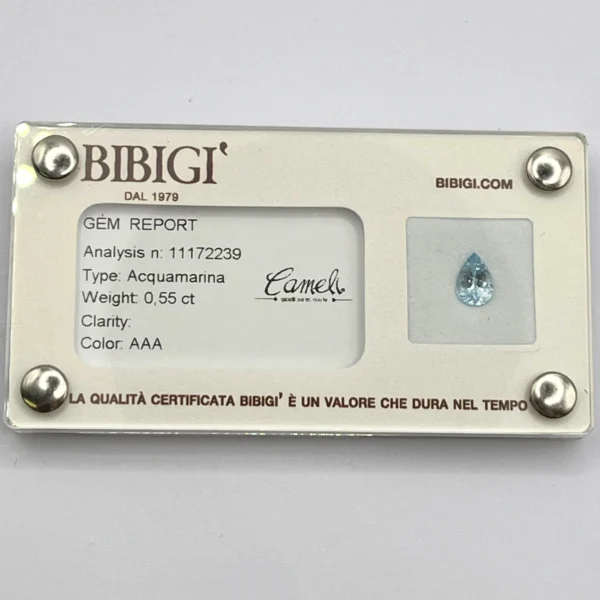 BIBIGI'
DAL 1979
BIBIGI.COM
GEM REPORT
Analysis n: 11172239
Type: Acquamarina
Weight: 0,55 ct
Clarity:
Color: AAA
Cameli
LA QUALITÀ CERTIFICATA BIBIGI' È UN VALORE CHE DURA NEL TEMPO